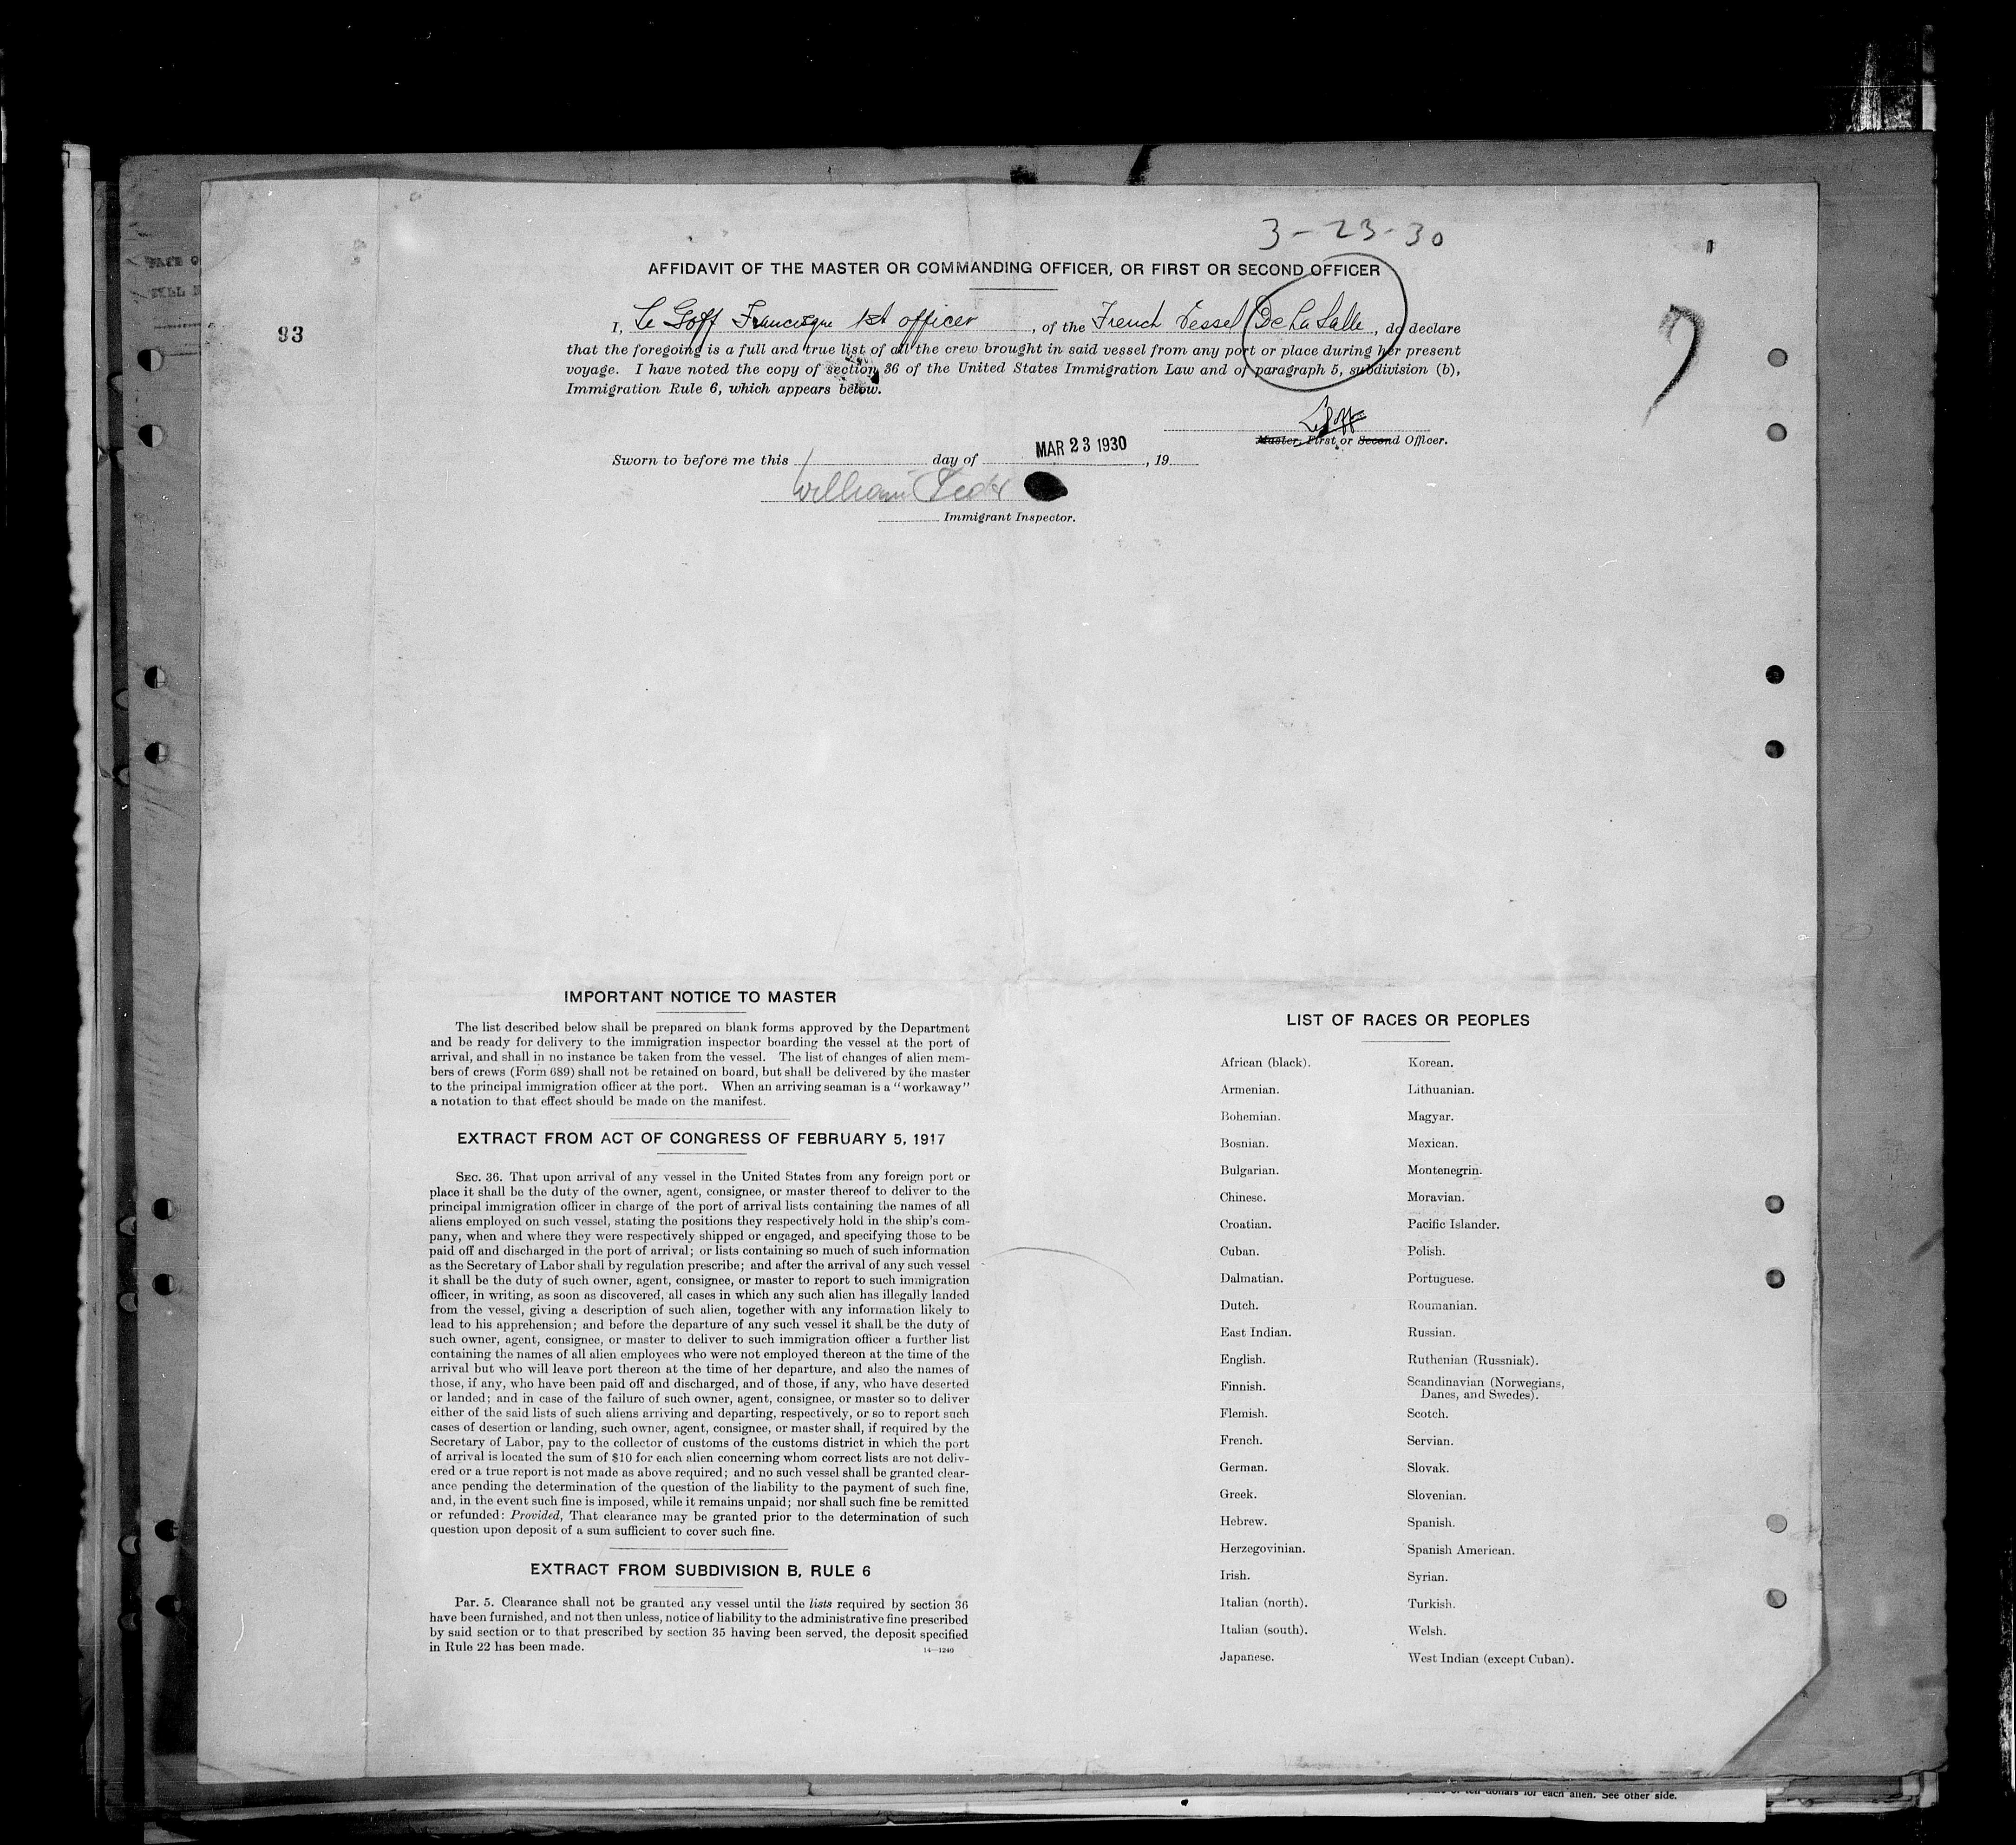 3-23-30
AFFIDAVIT OF THE MASTER OR COMMANDING OFFICER, OR FIRST OR SECOND OFFICER
93
I, Le Goff Francisque 1st officer, of the French Vessel De La Salle, do declare
that the foregoing is a full and true list of all the crew brought in said vessel from any port or place during her present
voyage. I have noted the copy of section 36 of the United States Immigration Law and of paragraph 5, subdivision (b),
Immigration Rule 6, which appears below.
LeGoff
Master, First or Second Officer.
Sworn to before me this day of MAR 23 1930, 19
William
Immigrant Inspector.
IMPORTANT NOTICE TO MASTER
The list described below shall be prepared on blank forms approved by the Department
and be ready for delivery to the immigration inspector boarding the vessel at the port of
arrival, and shall in no instance be taken from the vessel. The list of changes of alien mem-
bers of crews (Form 689) shall not be retained on board, but shall be delivered by the master
to the principal immigration officer at the port. When an arriving seaman is a "workaway"
a notation to that effect should be made on the manifest.
EXTRACT FROM ACT OF CONGRESS OF FEBRUARY 5, 1917
SEC. 36. That upon arrival of any vessel in the United States from any foreign port or
place it shall be the duty of the owner, agent, consignee, or master thereof to deliver to the
principal immigration officer in charge of the port of arrival lists containing the names of all
aliens employed on such vessel, stating the positions they respectively hold in the ship's com-
pany, when and where they were respectively shipped or engaged, and specifying those to be
paid off and discharged in the port of arrival; or lists containing so much of such information
as the Secretary of Labor shall by regulation prescribe; and after the arrival of any such vessel
it shall be the duty of such owner, agent, consignee, or master to report to such immigration
officer, in writing, as soon as discovered, all cases in which any such alien has illegally landed
from the vessel, giving a description of such alien, together with any information likely to
lead to his apprehension; and before the departure of any such vessel it shall be the duty of
such owner, agent, consignee, or master to deliver to such immigration officer a further list
containing the names of all alien employees who were not employed thereon at the time of the
arrival but who will leave port thereon at the time of her departure, and also the names of
those, if any, who have been paid off and discharged, and of those, if any, who have deserted
or landed; and in case of the failure of such owner, agent, consignee, or master so to deliver
either of the said lists of such aliens arriving and departing, respectively, or so to report such
cases of desertion or landing, such owner, agent, consignee, or master shall, if required by the
Secretary of Labor, pay to the collector of customs of the customs district in which the port
of arrival is located the sum of $10 for each alien concerning whom correct lists are not deliv-
ered or a true report is not made as above required; and no such vessel shall be granted clear-
ance pending the determination of the question of the liability to the payment of such fine,
and, in the event such fine is imposed, while it remains unpaid; nor shall such fine be remitted
or refunded: Provided, That clearance may be granted prior to the determination of such
question upon deposit of a sum sufficient to cover such fine.
EXTRACT FROM SUBDIVISION B, RULE 6
Par. 5. Clearance shall not be granted any vessel until the lists required by section 36
have been furnished, and not then unless, notice of liability to the administrative fine prescribed
by said section or to that prescribed by section 35 having been served, the deposit specified
in Rule 22 has been made.
14—1240
LIST OF RACES OR PEOPLES
African (black).
Armenian.
Bohemian.
Bosnian.
Bulgarian.
Chinese.
Croatian.
Cuban.
Dalmatian.
Dutch.
East Indian.
English.
Finnish.
Flemish.
French.
German.
Greek.
Hebrew.
Herzegovinian.
Irish.
Italian (north).
Italian (south).
Japanese.
Korean.
Lithuanian.
Magyar.
Mexican.
Montenegrin.
Moravian.
Pacific Islander.
Polish.
Portuguese.
Roumanian.
Russian.
Ruthenian (Russniak).
Scandinavian (Norwegians,
Danes, and Swedes).
Scotch.
Servian.
Slovak.
Slovenian.
Spanish.
Spanish American.
Syrian.
Turkish.
Welsh.
West Indian (except Cuban).
of ten dollars for each alien. See other side.